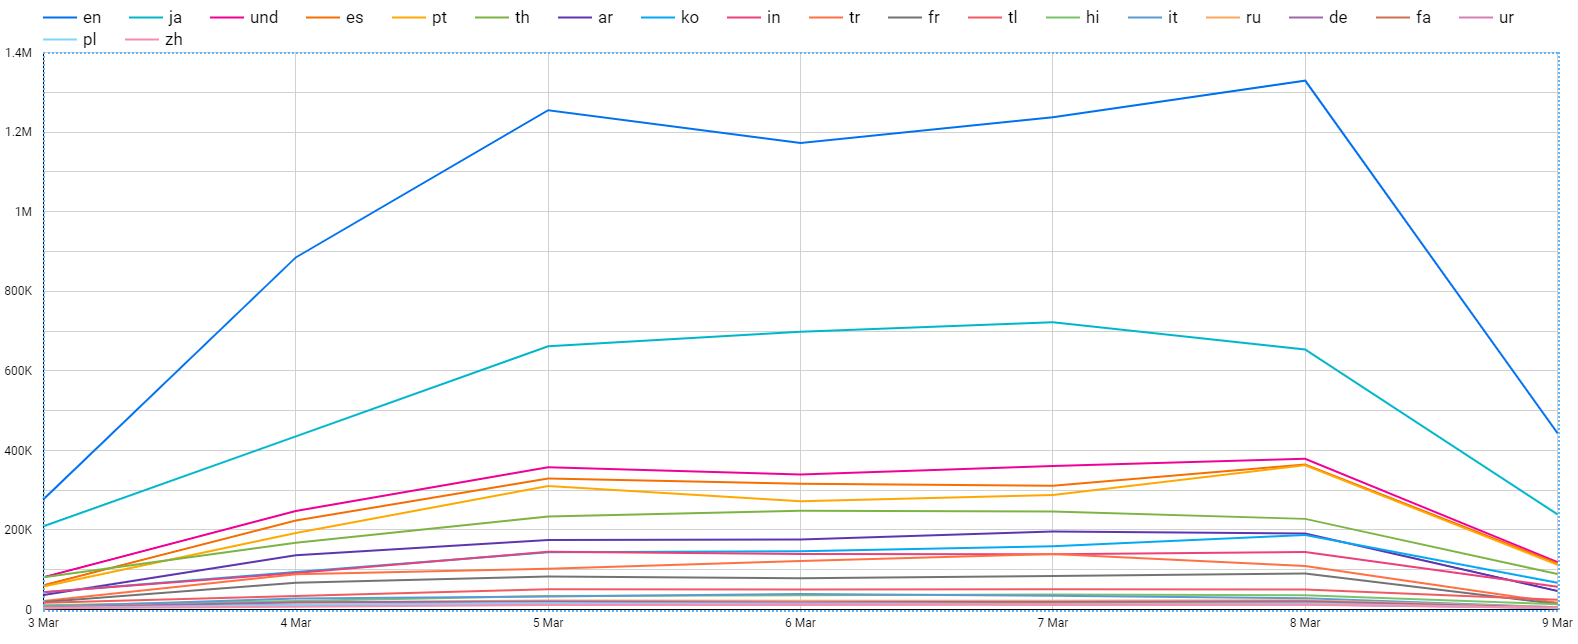 en ja und es pt th ar ko in tr fr tl hi it ru de fa ur
pl zh
1.4M
1.2M
1M
800K
600K
400K
200K
0
3 Mar 4 Mar 5 Mar 6 Mar 7 Mar 8 Mar 9 Mar